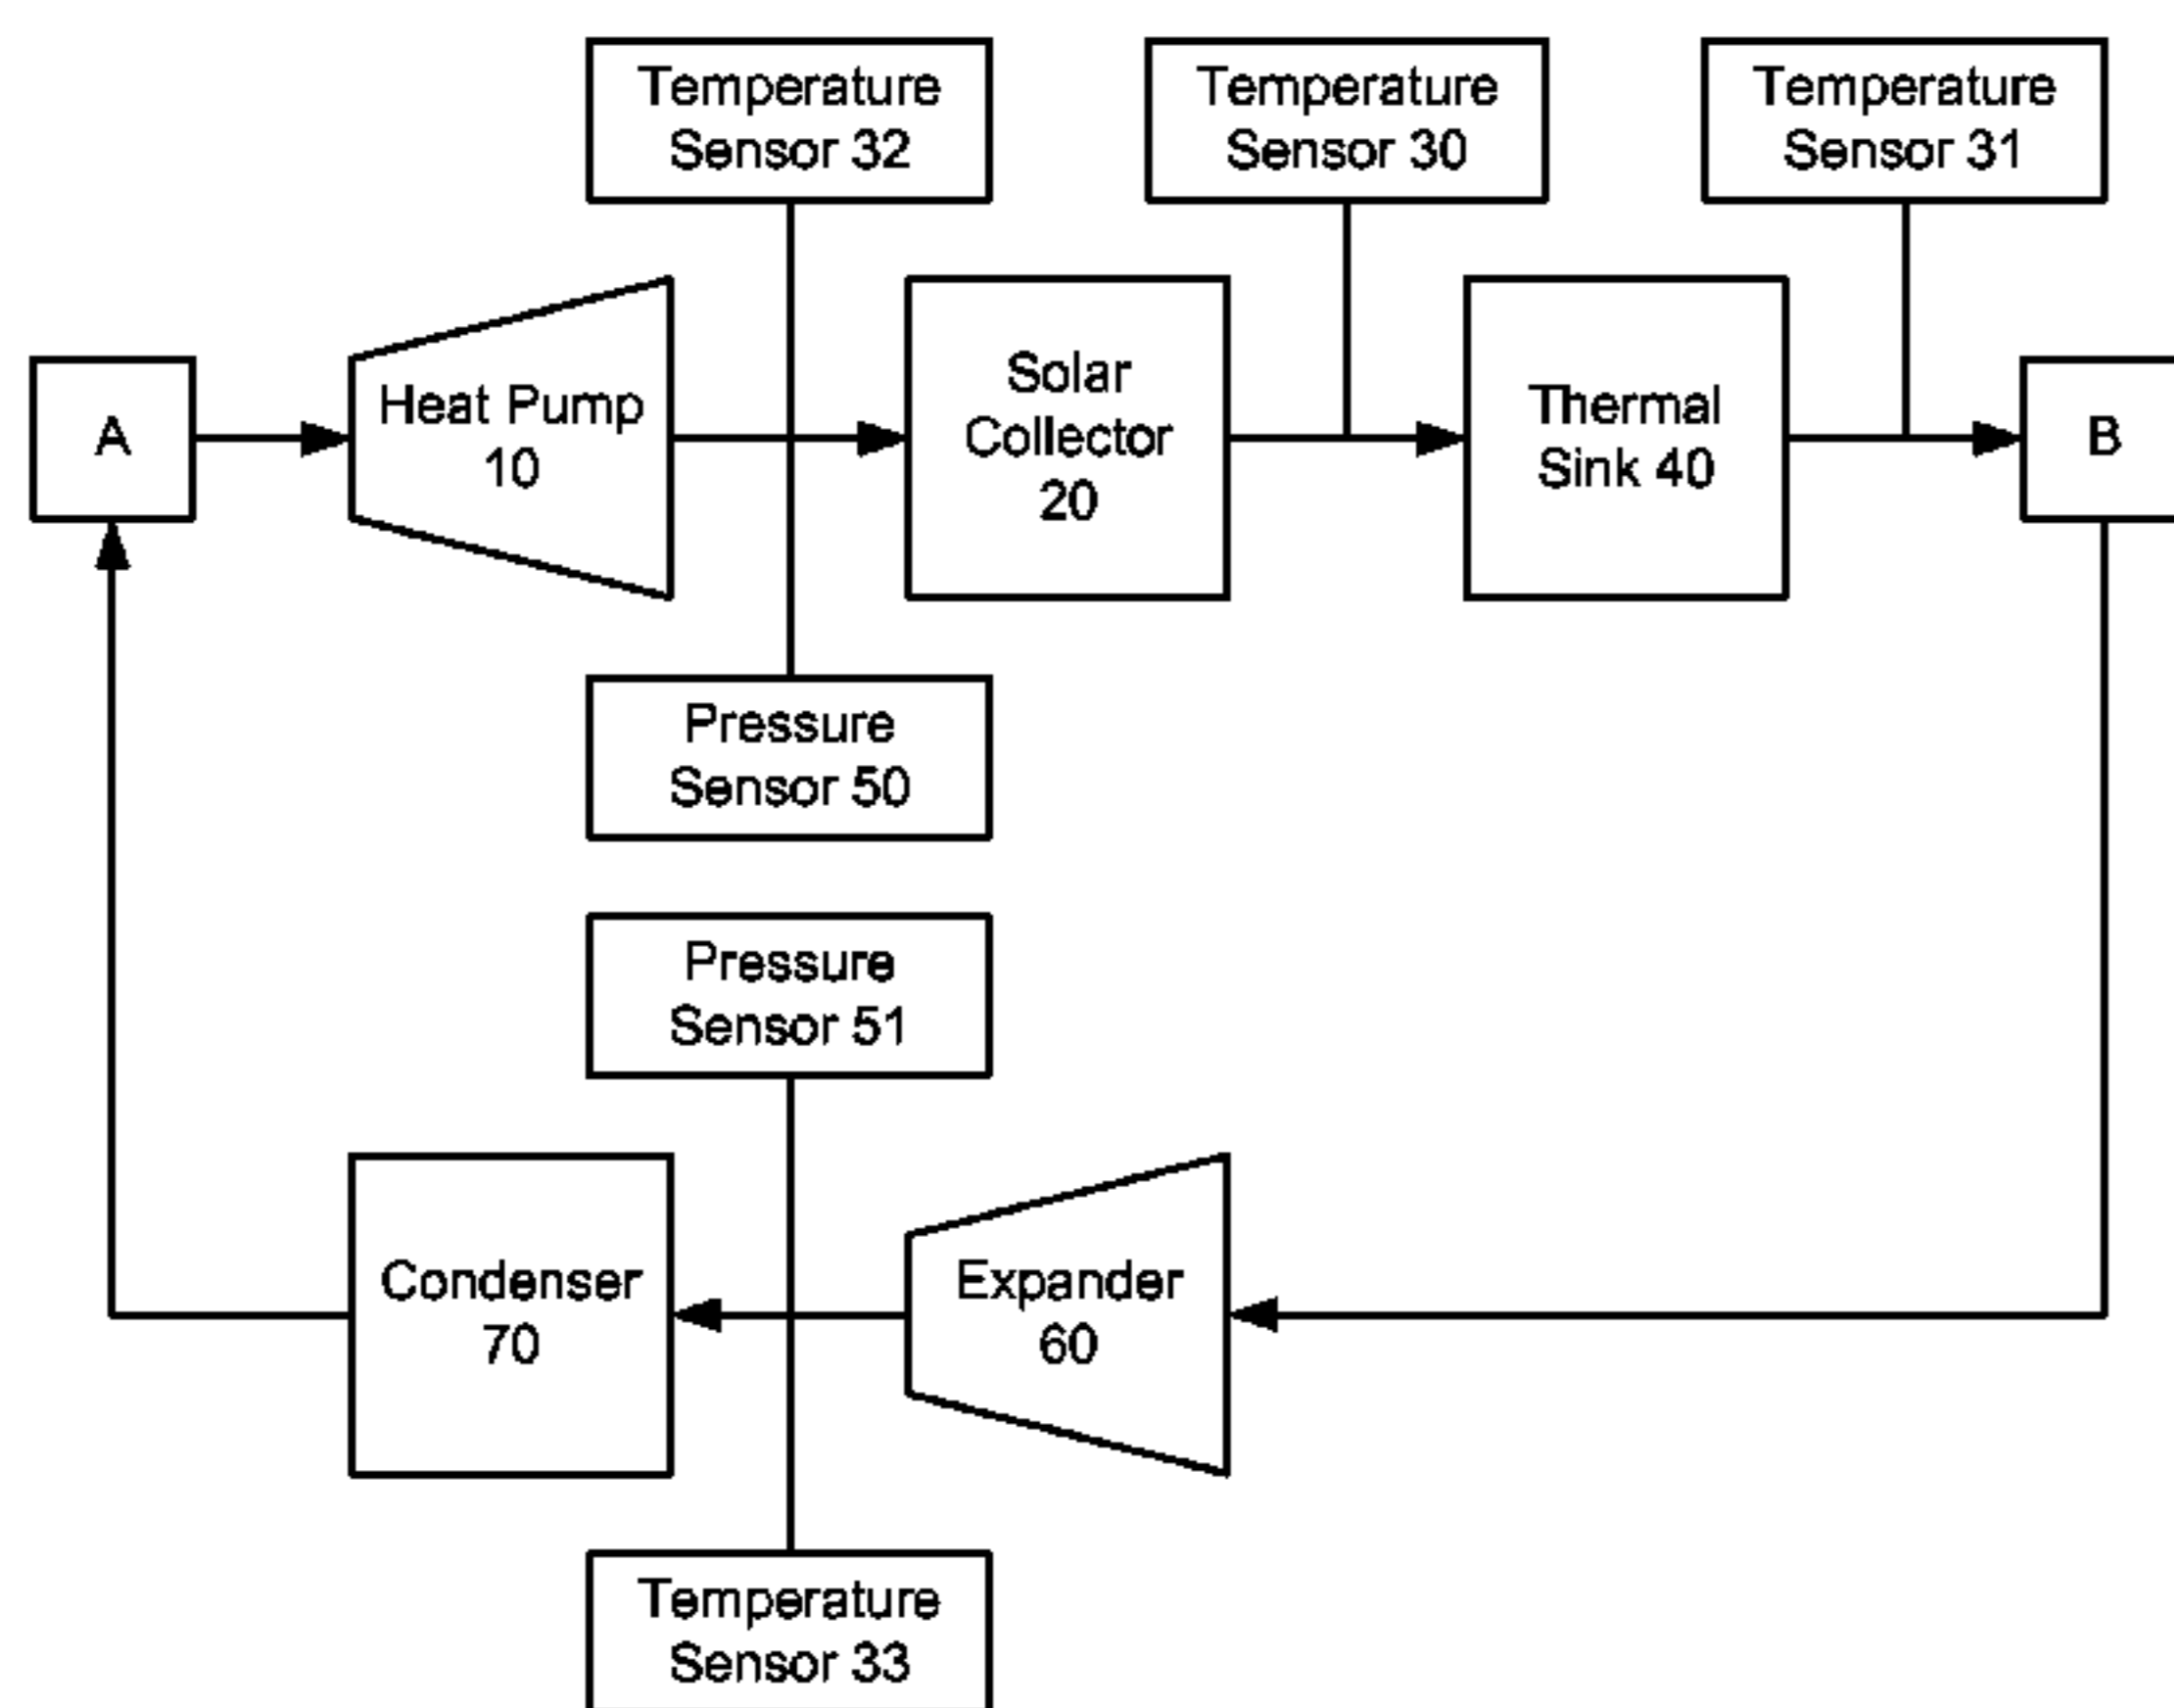 Temperature
Sensor 32
Temperature
Sensor 30
Temperature
Sensor 31
A
Heat Pump
10
Solar
Collector
20
Thermal
Sink 40
B
Pressure
Sensor 50
Pressure
Sensor 51
Condenser
70
Expander
60
Temperature
Sensor 33